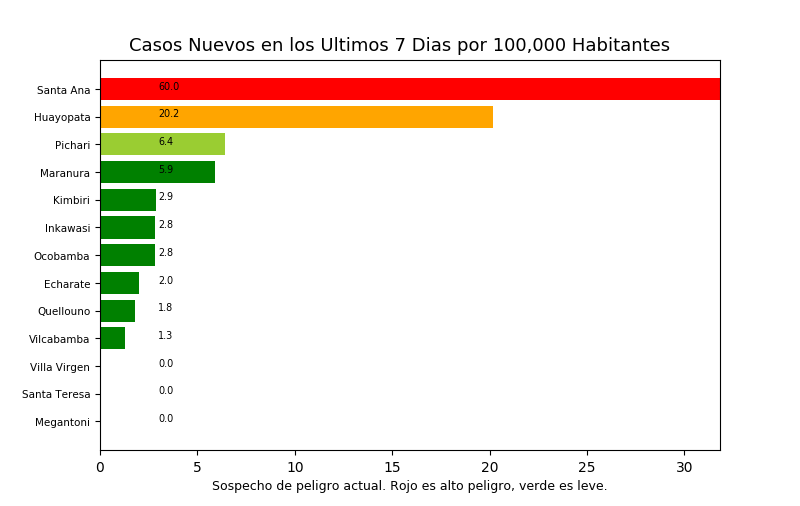 Casos Nuevos en los Ultimos 7 Dias por 100,000 Habitantes
Santa Ana 60.0
Huayopata 20.2
Pichari 6.4
Maranura 5.9
Kimbiri 2.9
Inkawasi 2.8
Ocobamba 2.8
Echarate 2.0
Quellouno 1.8
Vilcabamba 1.3
Villa Virgen 0.0
Santa Teresa 0.0
Megantoni 0.0
0 5 10 15 20 25 30
Sospecho de peligro actual. Rojo es alto peligro, verde es leve.